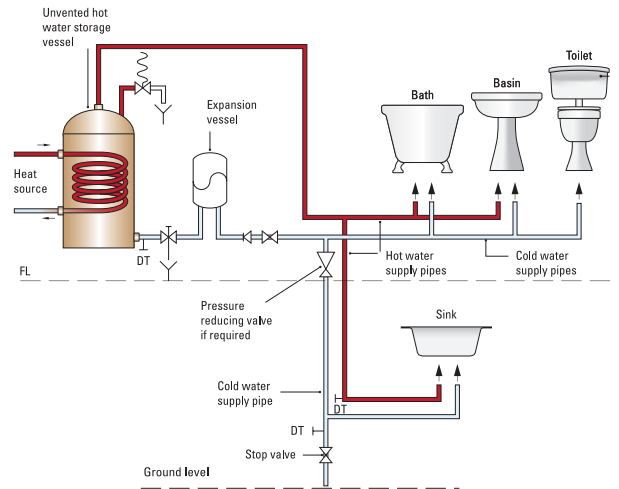 Unvented hot
water storage
vessel
Expansion
vessel
Bath
Basin
Toilet
Heat
source
DT
Hot water
supply pipes
Cold water
supply pipes
FL
Pressure
reducing valve
if required
Sink
Cold water
supply pipe
DT
DT
Stop valve
Ground level